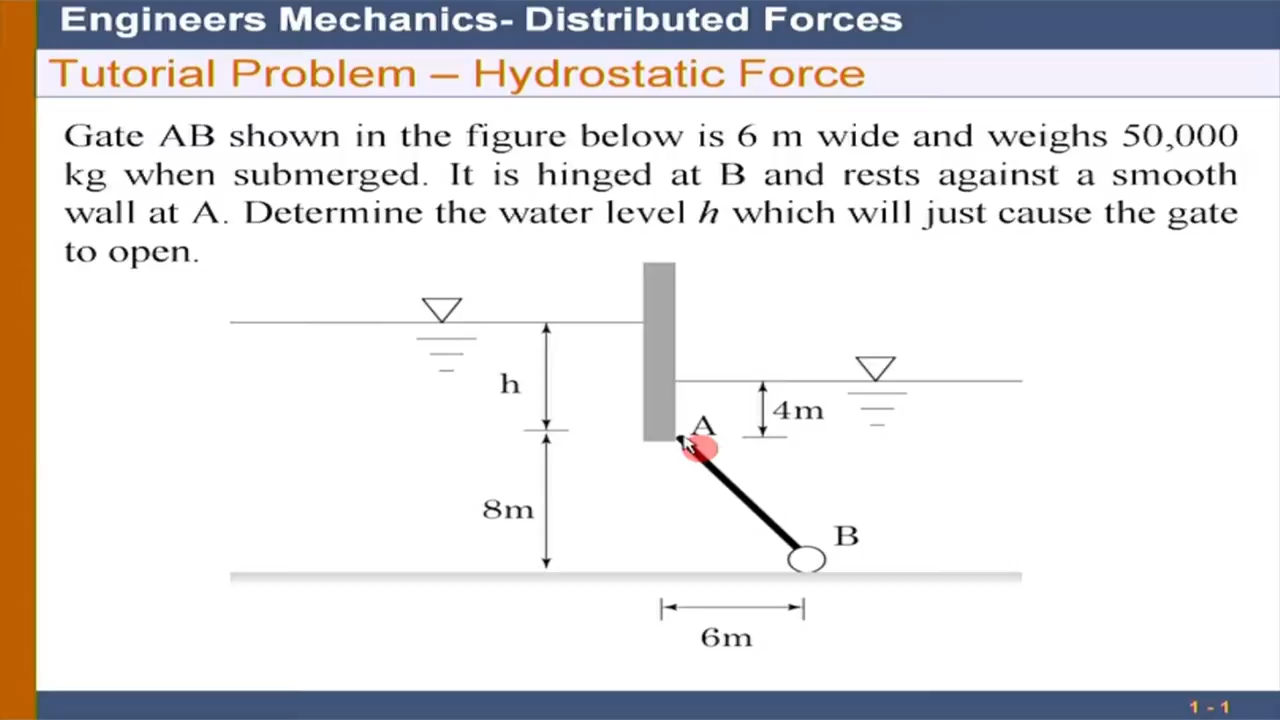 Engineers Mechanics- Distributed Forces
Tutorial Problem – Hydrostatic Force
Gate AB shown in the figure below is 6 m wide and weighs 50,000
kg when submerged. It is hinged at B and rests against a smooth
wall at A. Determine the water level h which will just cause the gate
to open.
h
4m
A
8m
B
6m
1 - 1